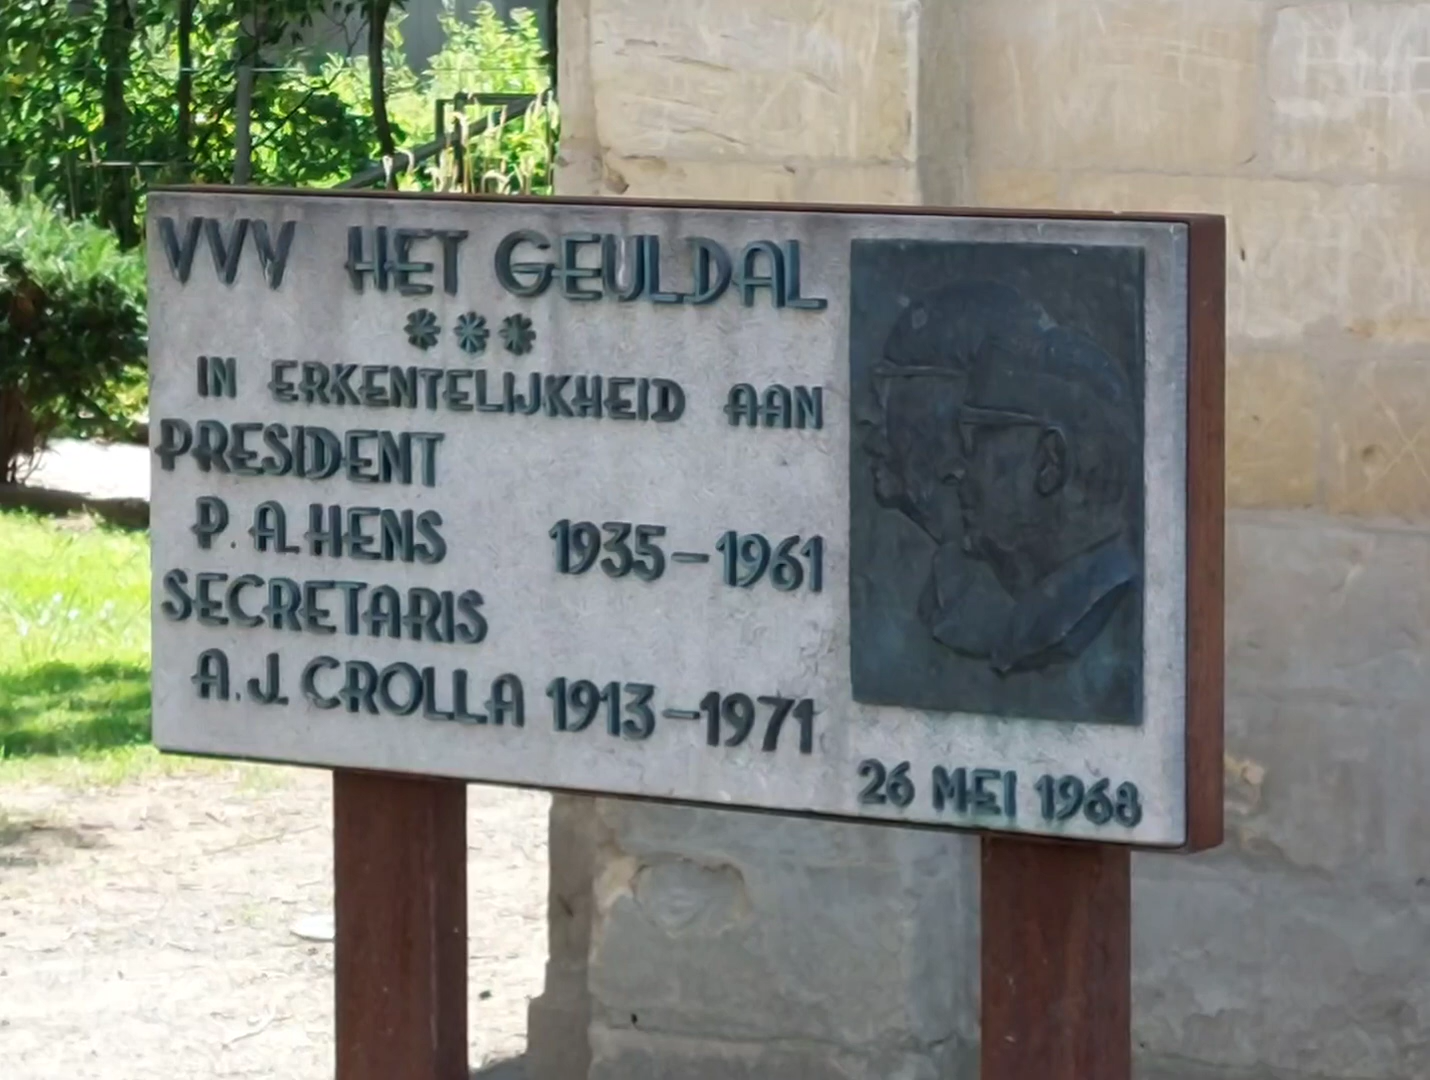 VVV HET GEULDAL
***
IN ERKENTELIJKHEID AAN
PRESIDENT
P. A. HENS 1935-1961
SECRETARIS
A. J. CROLLA 1913-1971
26 MEI 1968